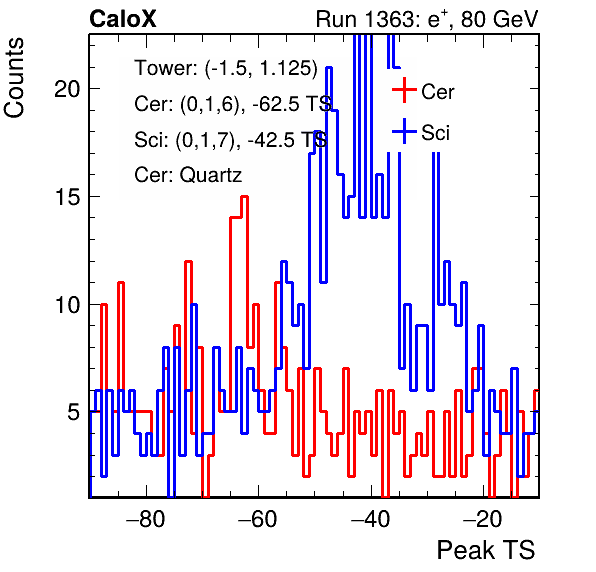 CaloX Run 1363: e⁺, 80 GeV
Counts
Tower: (-1.5, 1.125)
Cer: (0,1,6), -62.5 TS
Sci: (0,1,7), -42.5 TS
Cer: Quartz
Cer
Sci
20
15
10
5
−80 −60 −40 −20
Peak TS